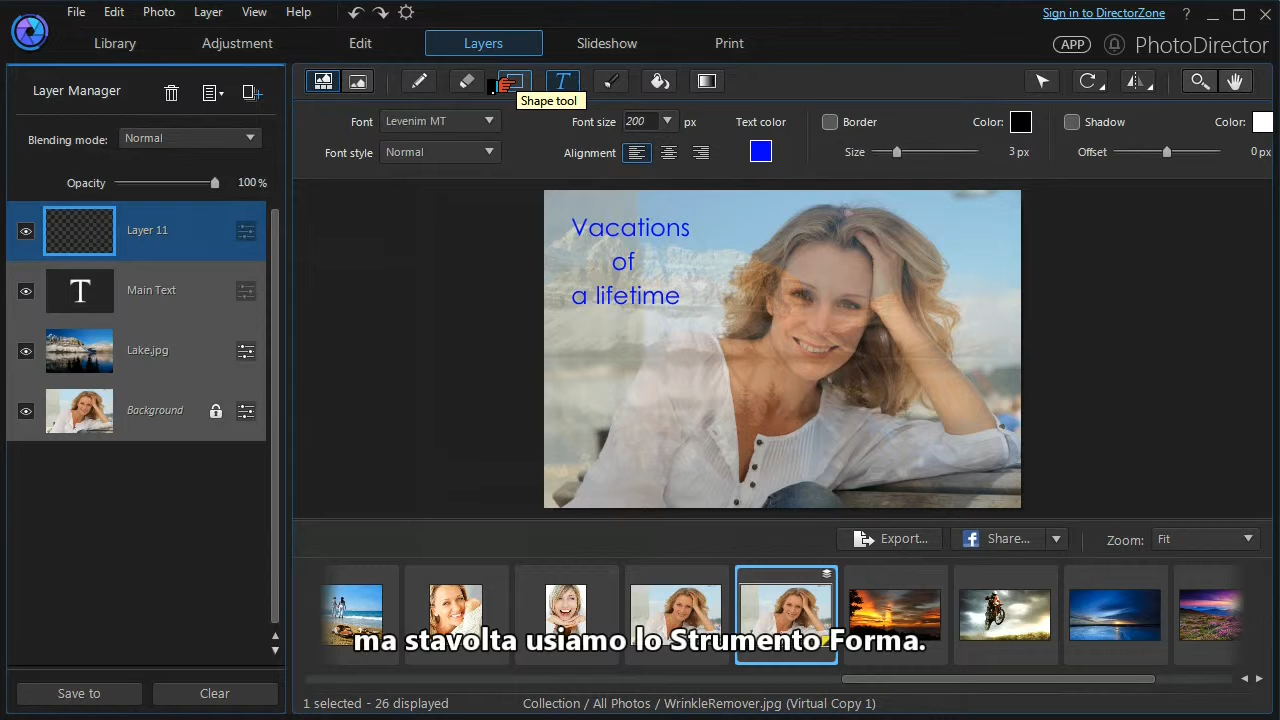 File Edit Photo Layer View Help
Sign in to DirectorZone ?
Library Adjustment Edit Layers Slideshow Print
APP PhotoDirector
Layer Manager
T
Shape tool
Font Levenim MT Font size 200 px Text color Border Color: Shadow Color:
Blending mode: Normal
Font style Normal Alignment Size 3 px Offset 0 px
Opacity 100 %
Layer 11
Vacations
of
a lifetime
T Main Text
Lake.jpg
Background
Export... f Share... Zoom: Fit
ma stavolta usiamo lo Strumento Forma.
Save to Clear
1 selected - 26 displayed Collection / All Photos / WrinkleRemover.jpg (Virtual Copy 1)